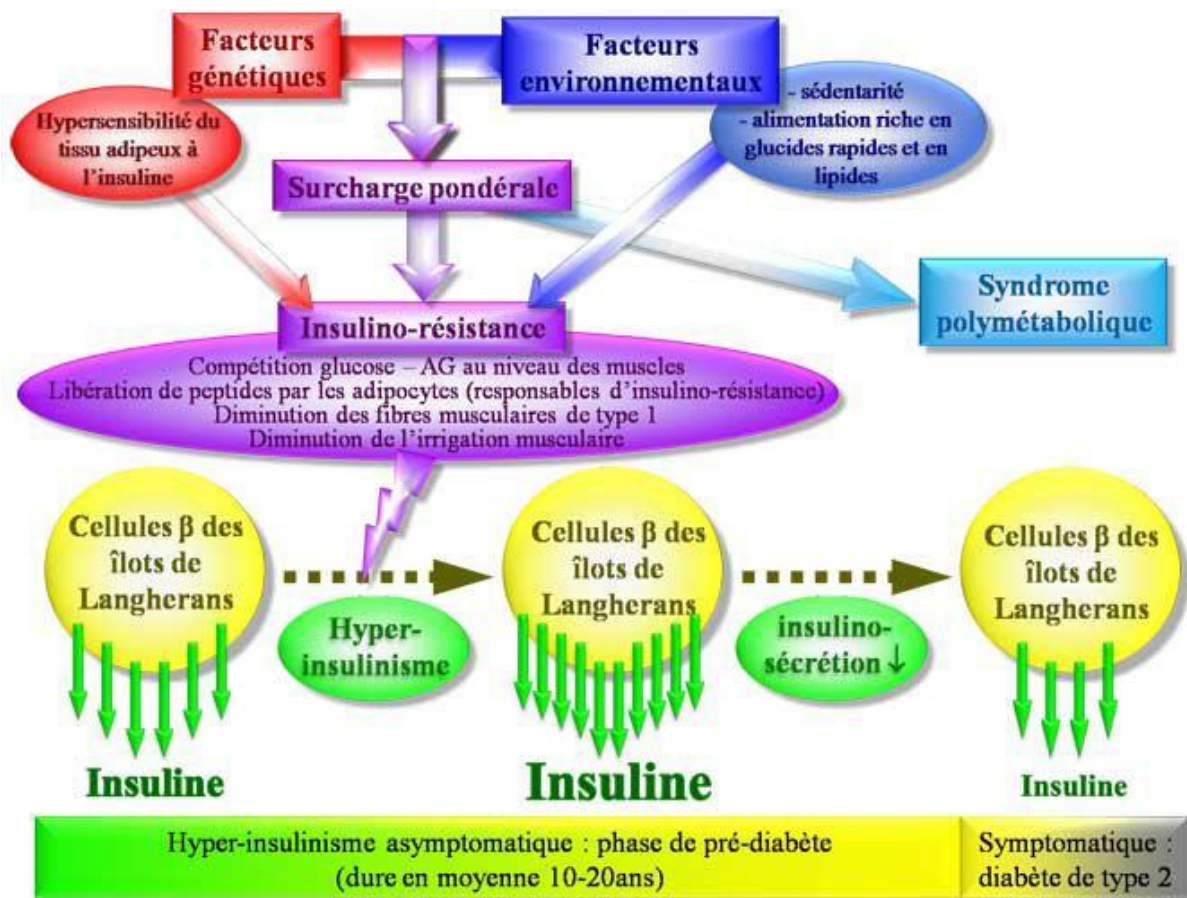 Facteurs
génétiques
Facteurs
environnementaux
Hypersensibilité du
tissu adipeux à
l'insuline
- sédentarité
- alimentation riche en
glucides rapides et en
lipides
Surcharge pondérale
Syndrome
polymétabolique
Insulino-résistance
Compétition glucose – AG au niveau des muscles
Libération de peptides par les adipocytes (responsables d'insulino-résistance)
Diminution des fibres musculaires de type 1
Diminution de l'irrigation musculaire
Cellules β des
îlots de
Langherans
Hyper-
insulinisme
Cellules β des
îlots de
Langherans
insulino-
sécrétion ↓
Cellules β des
îlots de
Langherans
Insuline
Insuline
Insuline
Hyper-insulinisme asymptomatique : phase de pré-diabète
(dure en moyenne 10-20ans)
Symptomatique :
diabète de type 2